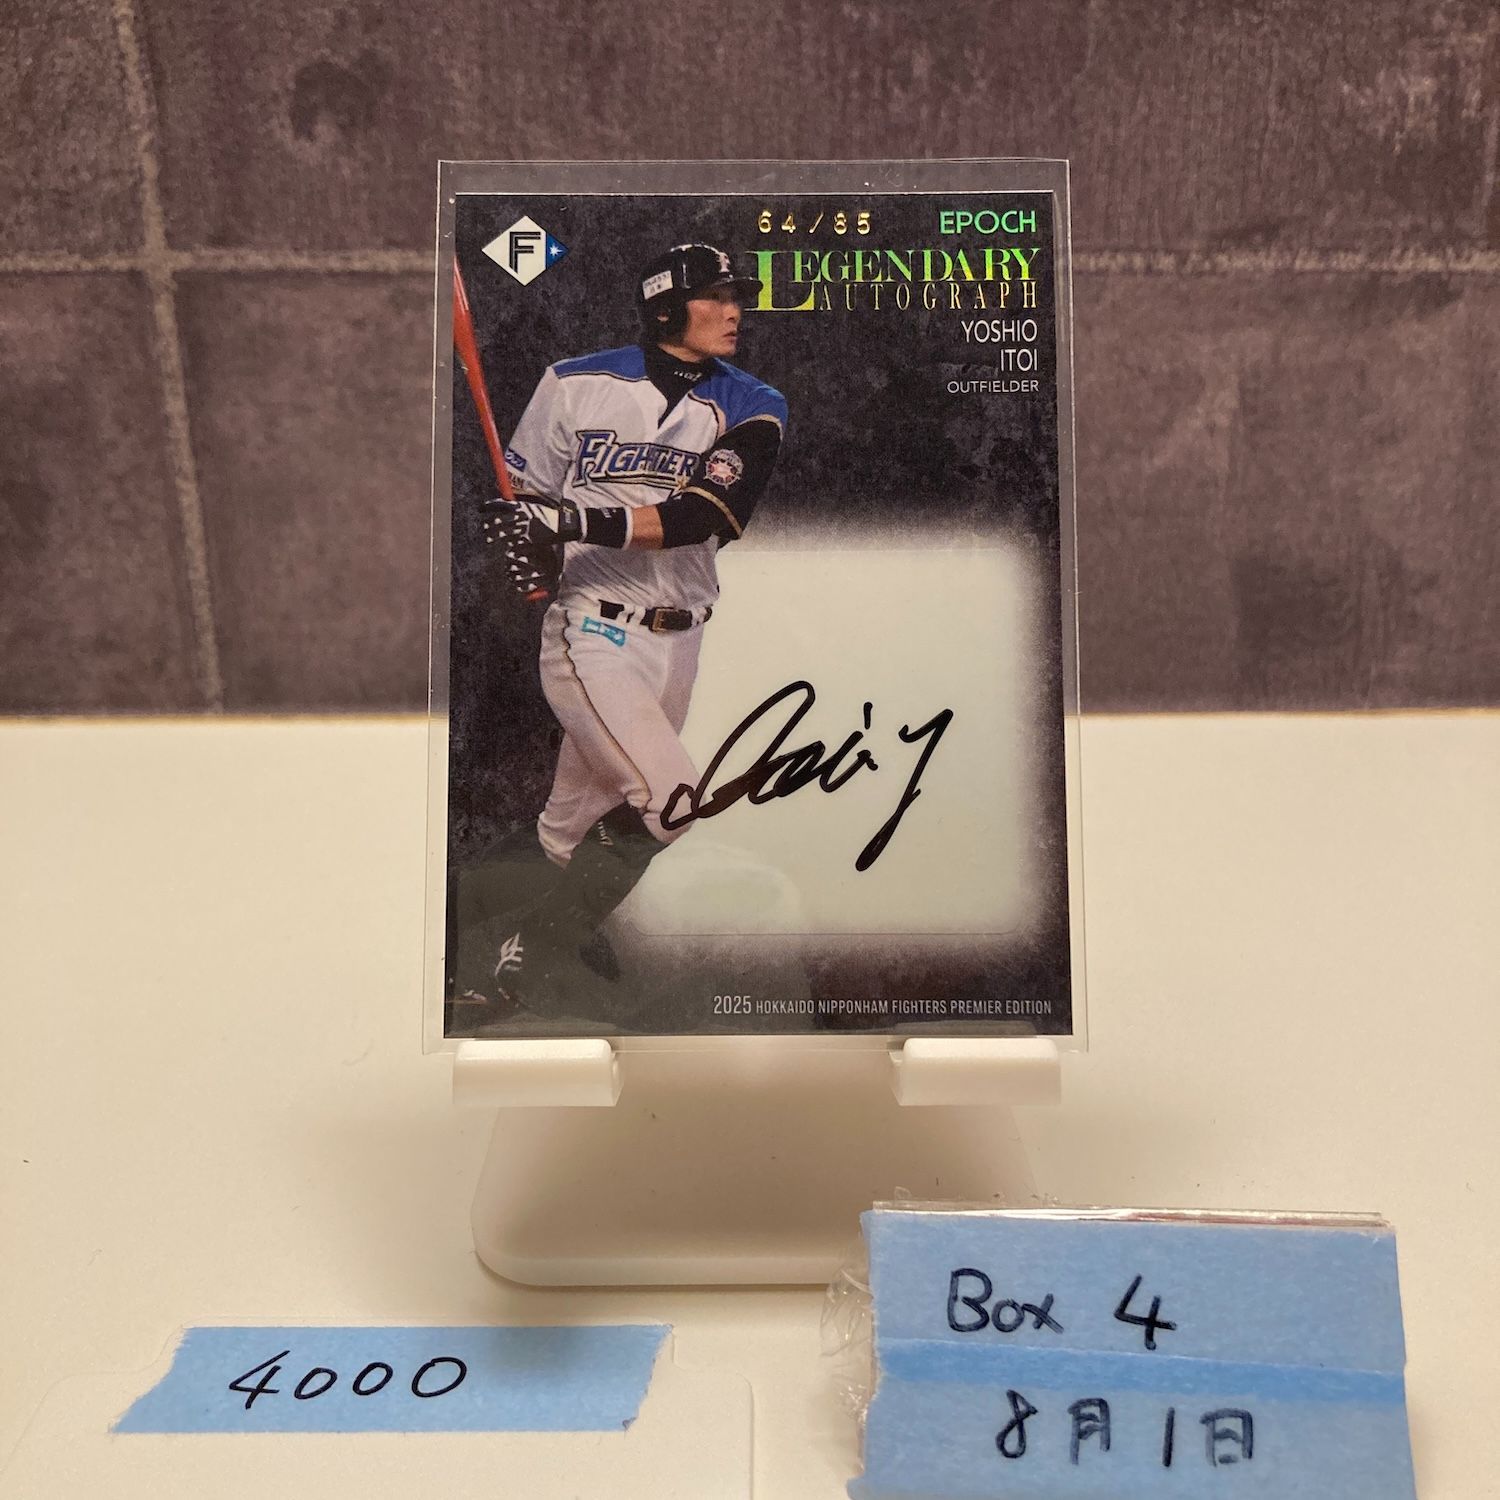 64/85
EPOCH
LEGENDARY
AUTOGRAPH
YOSHIO
ITOI
OUTFIELDER
F
FIGHTERS
2025 HOKKAIDO NIPPONHAM FIGHTERS PREMIER EDITION
4000
Box 4
8月1日